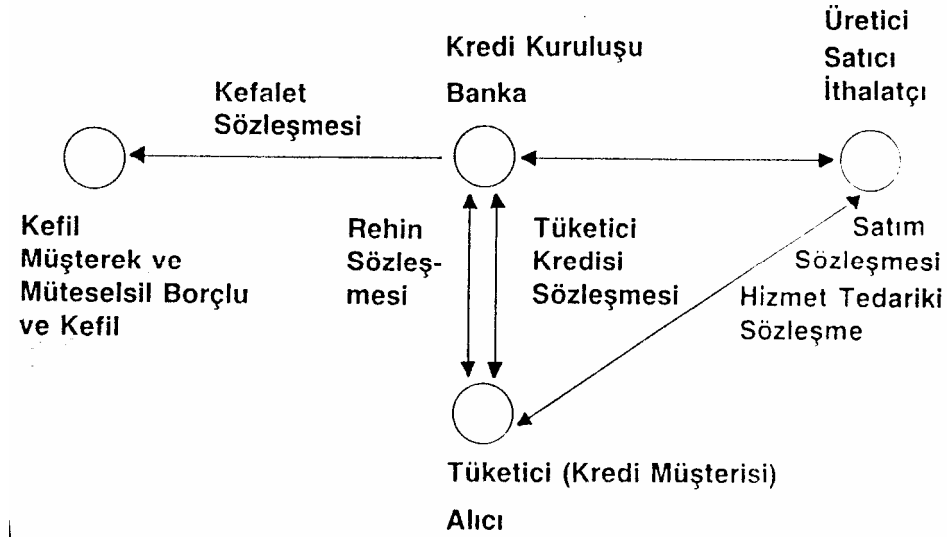 Üretici
Satıcı
İthalatçı
Kredi Kuruluşu
Banka
Kefalet
Sözleşmesi
Kefil
Müşterek ve
Müteselsil Borçlu
ve Kefil
Rehin
Sözleş-
mesi
Tüketici
Kredisi
Sözleşmesi
Satım
Sözleşmesi
Hizmet Tedariki
Sözleşme
Tüketici (Kredi Müşterisi)
Alıcı